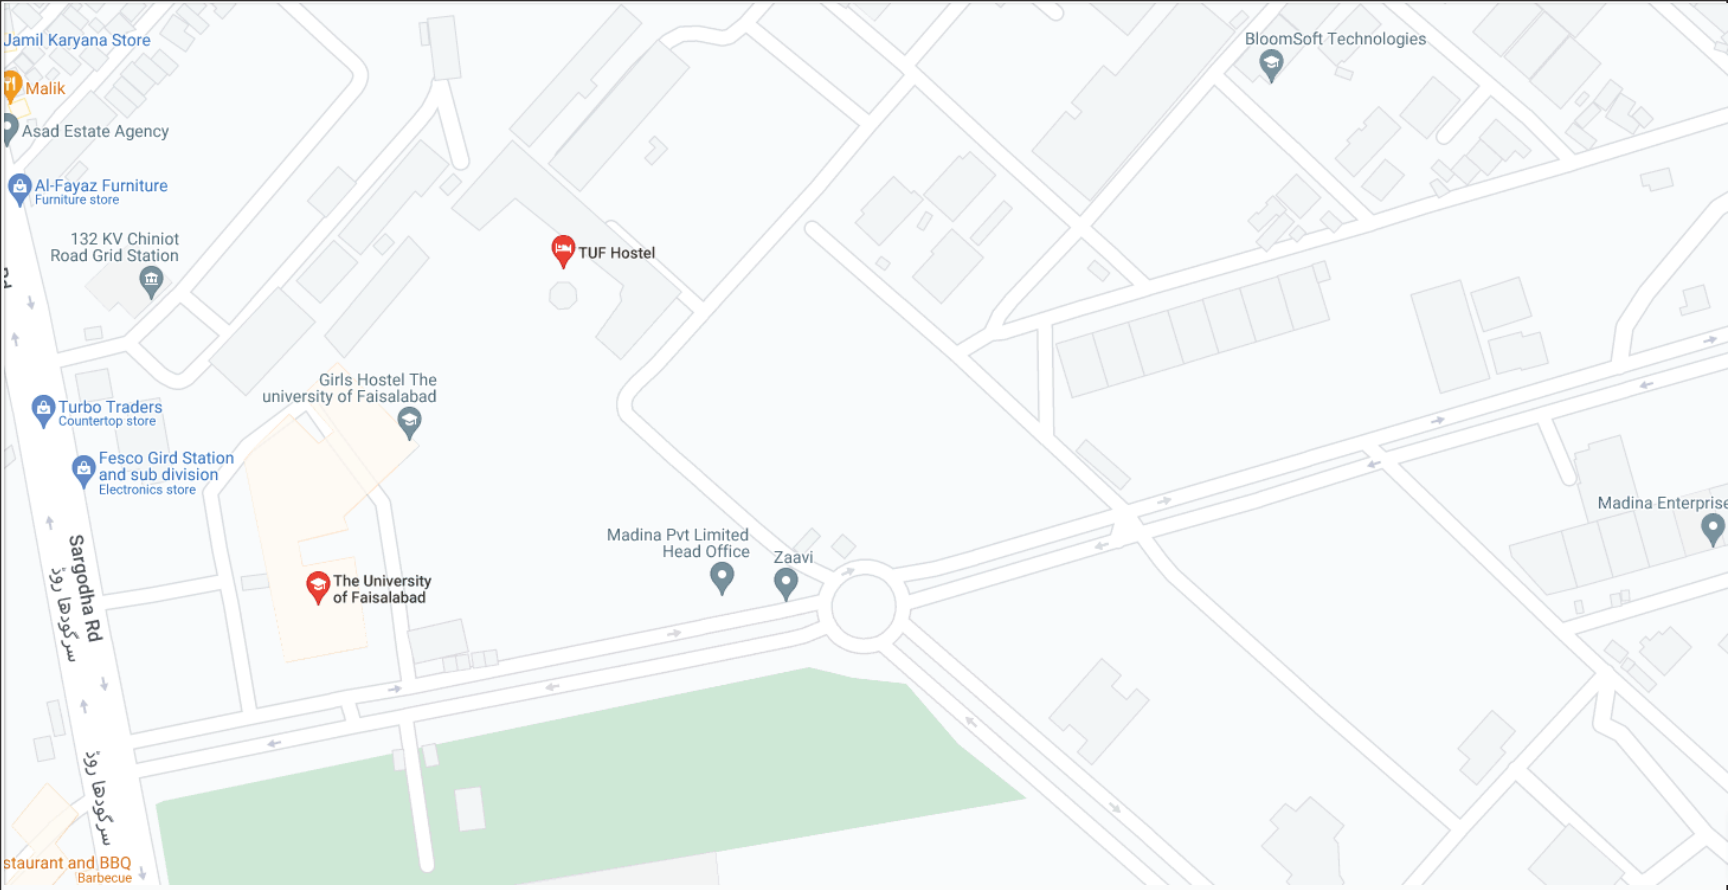 Jamil Karyana Store
Malik
Asad Estate Agency
Al-Fayaz Furniture
Furniture store
132 KV Chiniot
Road Grid Station
Rd
TUF Hostel
BloomSoft Technologies
Girls Hostel The
university of Faisalabad
Turbo Traders
Countertop store
Fesco Gird Station
and sub division
Electronics store
Madina Pvt Limited
Head Office
Zaavi
Madina Enterprise
The University
of Faisalabad
Sargodha Rd
سرگودھا روڈ
سرگودھا روڈ
staurant and BBQ
Barbecue